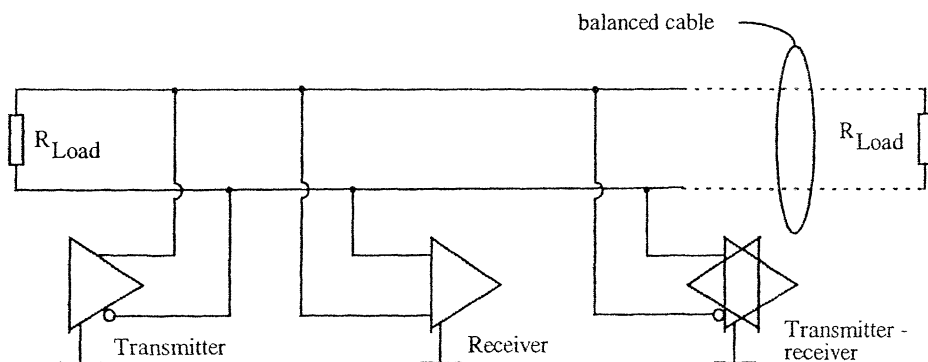 balanced cable
R Load
R Load
Transmitter
Receiver
Transmitter -
receiver